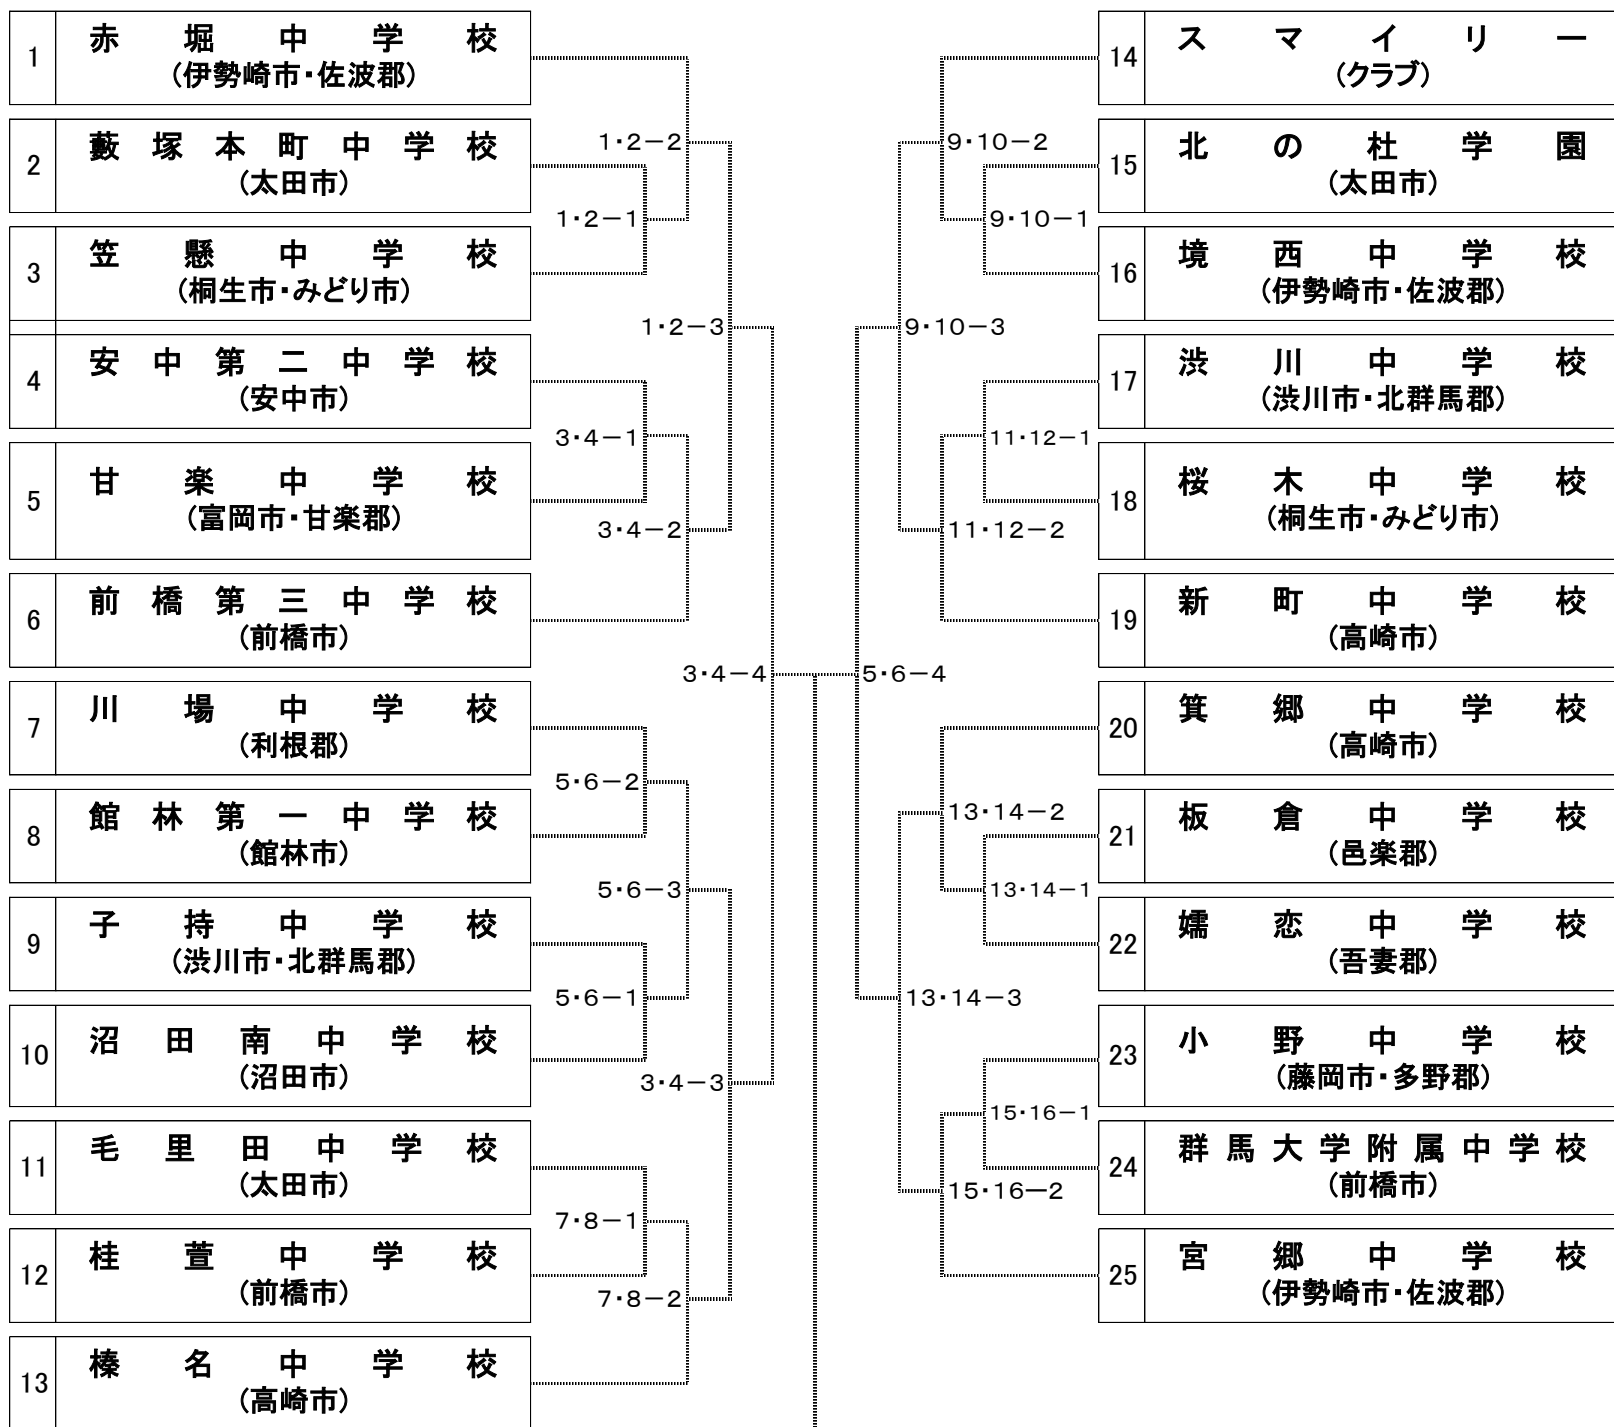 1
赤堀中学校
(伊勢崎市・佐波郡)
2
藪塚本町中学校
(太田市)
3
笠懸中学校
(桐生市・みどり市)
4
安中第二中学校
(安中市)
5
甘楽中学校
(富岡市・甘楽郡)
6
前橋第三中学校
(前橋市)
7
川場中学校
(利根郡)
8
館林第一中学校
(館林市)
9
子持中学校
(渋川市・北群馬郡)
10
沼田南中学校
(沼田市)
11
毛里田中学校
(太田市)
12
桂萱中学校
(前橋市)
13
榛名中学校
(高崎市)
1・2－2
1・2－1
1・2－3
3・4－1
3・4－2
3・4－4
5・6－2
5・6－3
5・6－1
3・4－3
7・8－1
7・8－2
9・10－2
9・10－1
9・10－3
11・12－1
11・12－2
5・6－4
13・14－2
13・14－1
13・14－3
15・16－1
15・16ー2
14
スマイリー
(クラブ)
15
北の杜学園
(太田市)
16
境西中学校
(伊勢崎市・佐波郡)
17
渋川中学校
(渋川市・北群馬郡)
18
桜木中学校
(桐生市・みどり市)
19
新町中学校
(高崎市)
20
箕郷中学校
(高崎市)
21
板倉中学校
(邑楽郡)
22
嬬恋中学校
(吾妻郡)
23
小野中学校
(藤岡市・多野郡)
24
群馬大学附属中学校
(前橋市)
25
宮郷中学校
(伊勢崎市・佐波郡)